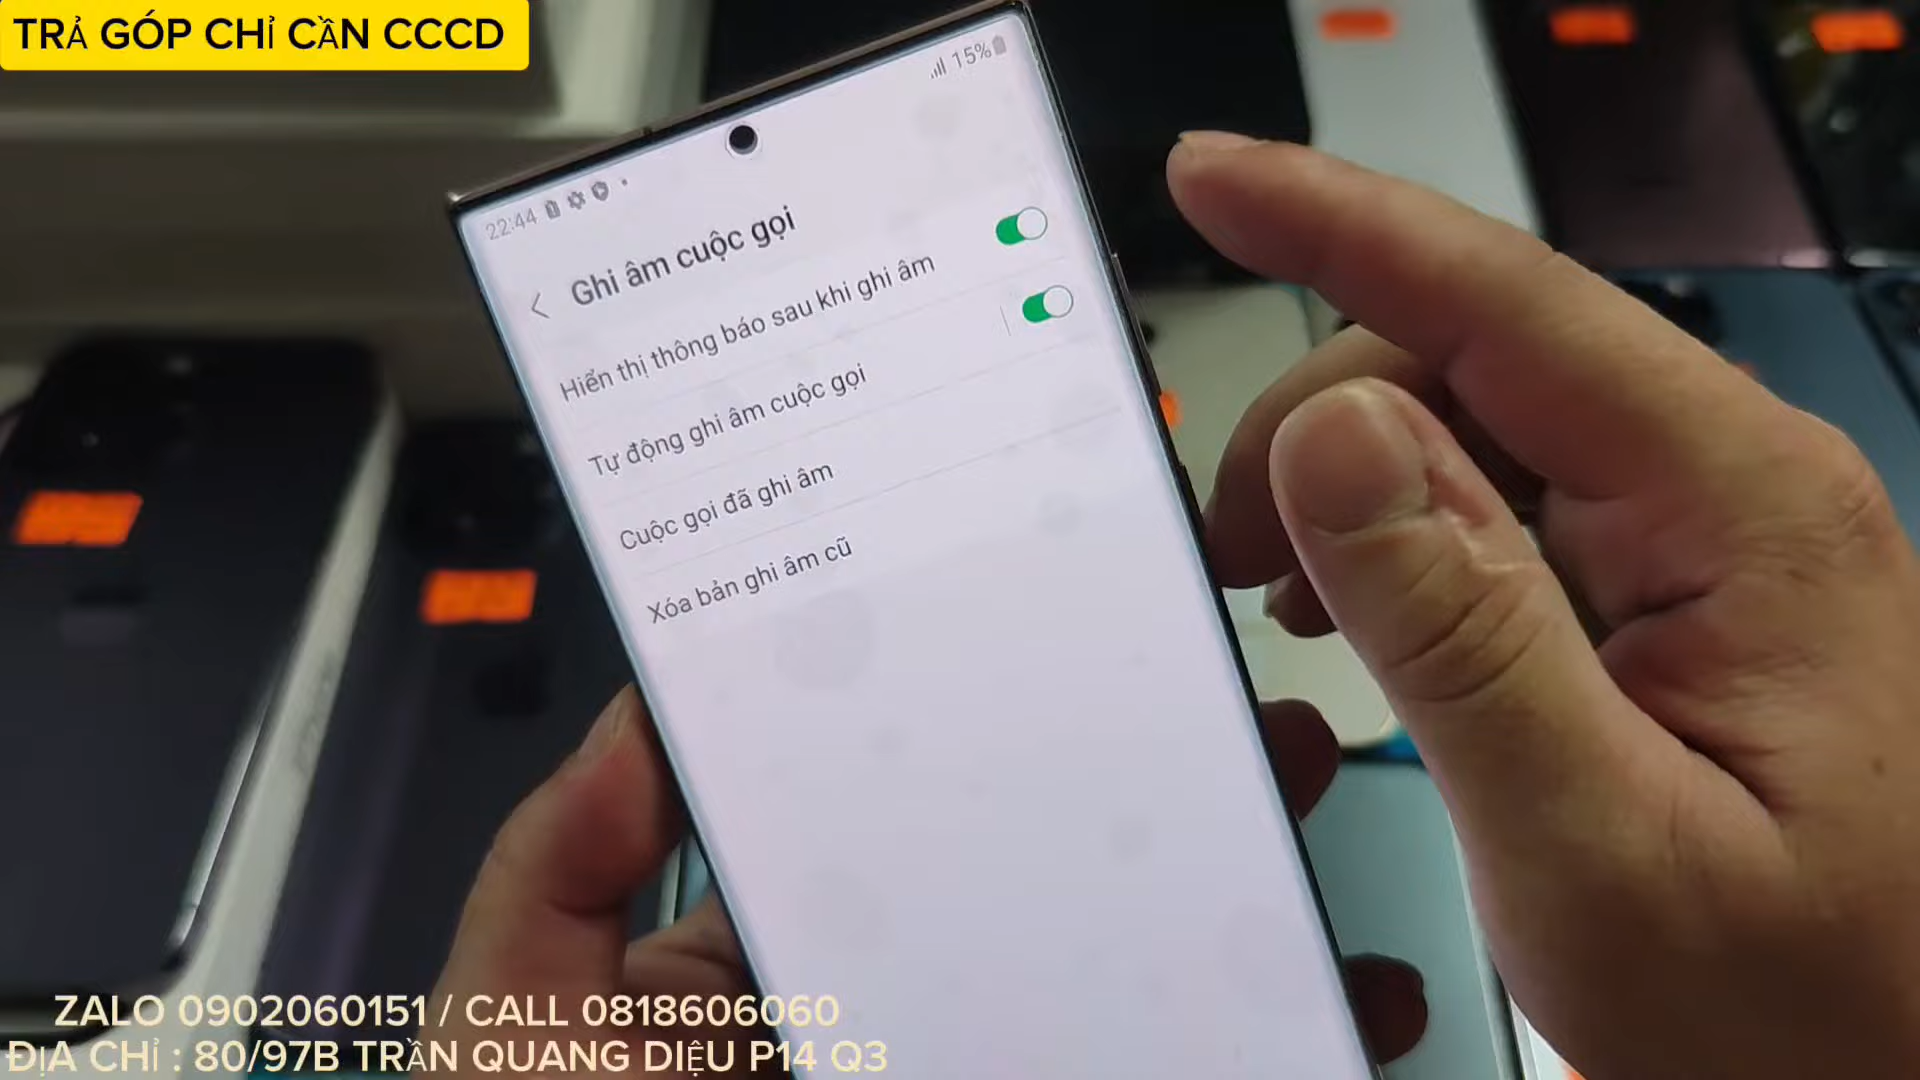 TRẢ GÓP CHỈ CẦN CCCD
15%
22:44
Ghi âm cuộc gọi
Hiển thị thông báo sau khi ghi âm
Tự động ghi âm cuộc gọi
Cuộc gọi đã ghi âm
Xóa bản ghi âm cũ
ZALO 0902060151 / CALL 0818606060
ĐỊA CHỈ : 80/97B TRẦN QUANG DIỆU P14 Q3